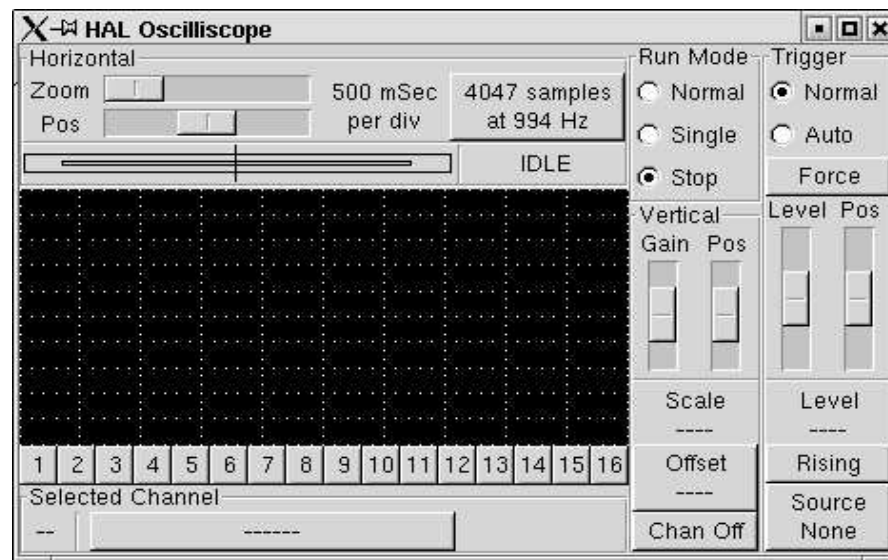 HAL Oscilliscope
Horizontal
Zoom
Pos
500 mSec
per div
4047 samples
at 994 Hz
IDLE
Run Mode
Normal
Single
Stop
Trigger
Normal
Auto
Force
Level Pos
Vertical
Gain Pos
Scale
----
Level
----
1 2 3 4 5 6 7 8 9 10 11 12 13 14 15 16
Offset
----
Rising
Selected Channel
--
------
Chan Off
Source
None